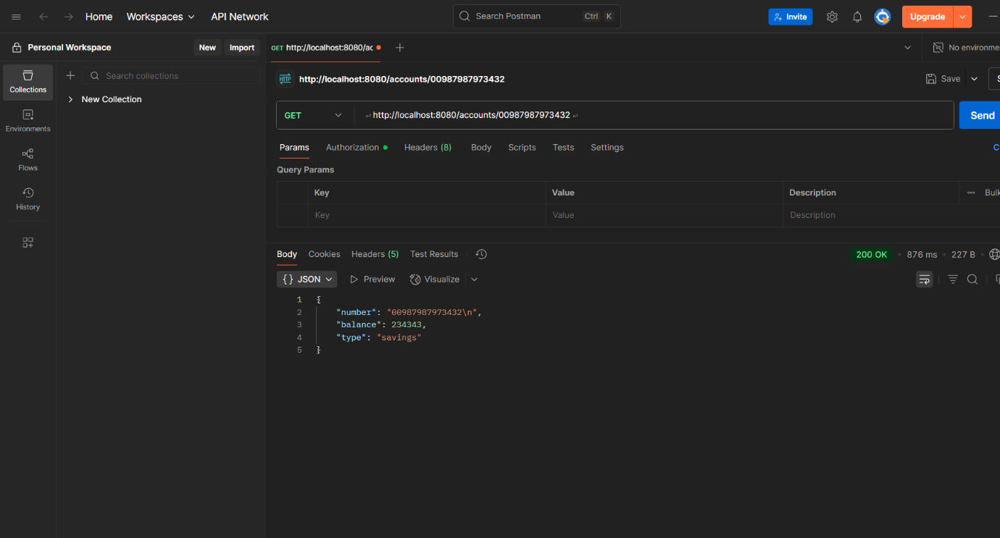 Home Workspaces API Network Search Postman Ctrl K Invite Upgrade
Personal Workspace New Import GET http://localhost:8080/ac No environme
Collections
Search collections
New Collection
Environments
Flows
History
HTTP http://localhost:8080/accounts/00987987973432 Save
GET ↵ http://localhost:8080/accounts/00987987973432 ↵ Send
Params Authorization Headers (8) Body Scripts Tests Settings C
Query Params
Key Value Description Bulk
Key Value Description
Body Cookies Headers (5) Test Results 200 OK • 876 ms • 227 B •
{} JSON Preview Visualize
1 {
2 "number": "00987987973432\n",
3 "balance": 234343,
4 "type": "savings"
5 }